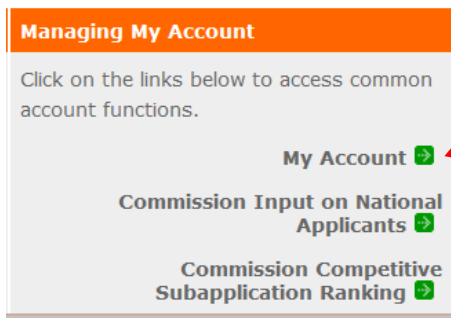 Managing My Account
Click on the links below to access common
account functions.
My Account
Commission Input on National
Applicants
Commission Competitive
Subapplication Ranking